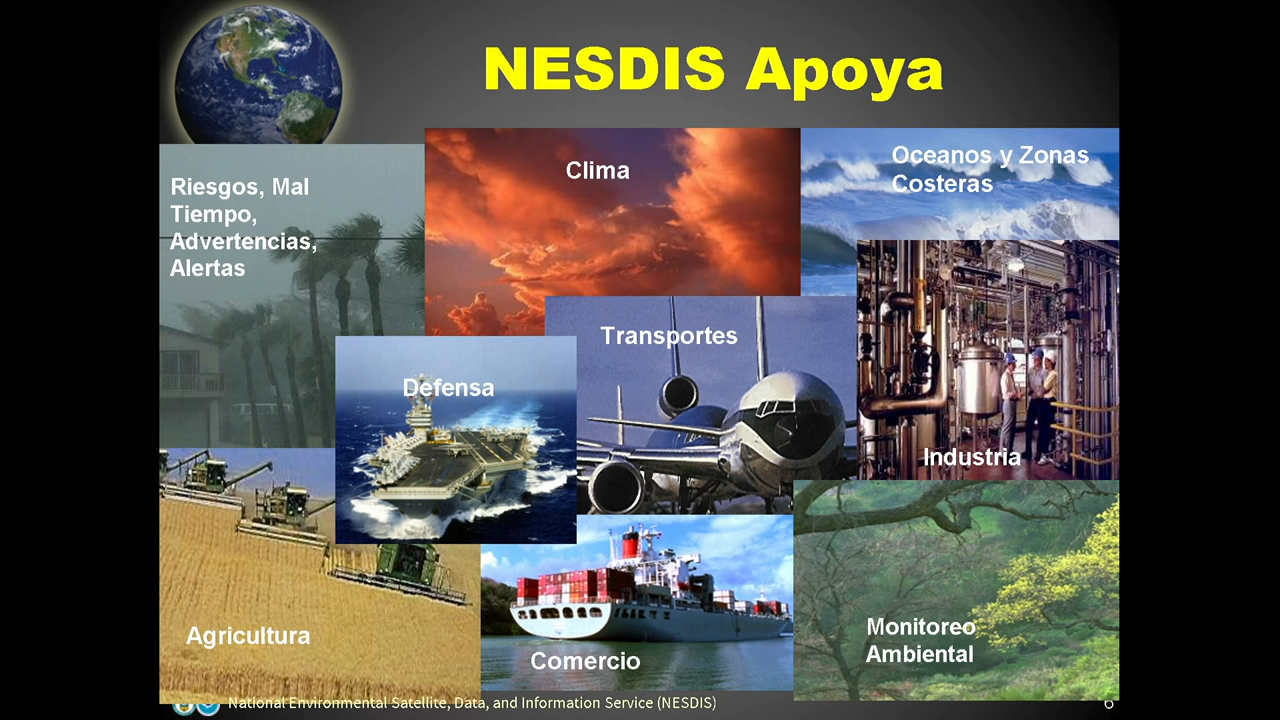 NESDIS Apoya
Riesgos, Mal
Tiempo,
Advertencias,
Alertas
Clima
Oceanos y Zonas
Costeras
Transportes
Defensa
Industria
Agricultura
Comercio
Monitoreo
Ambiental
National Environmental Satellite, Data, and Information Service (NESDIS)
6